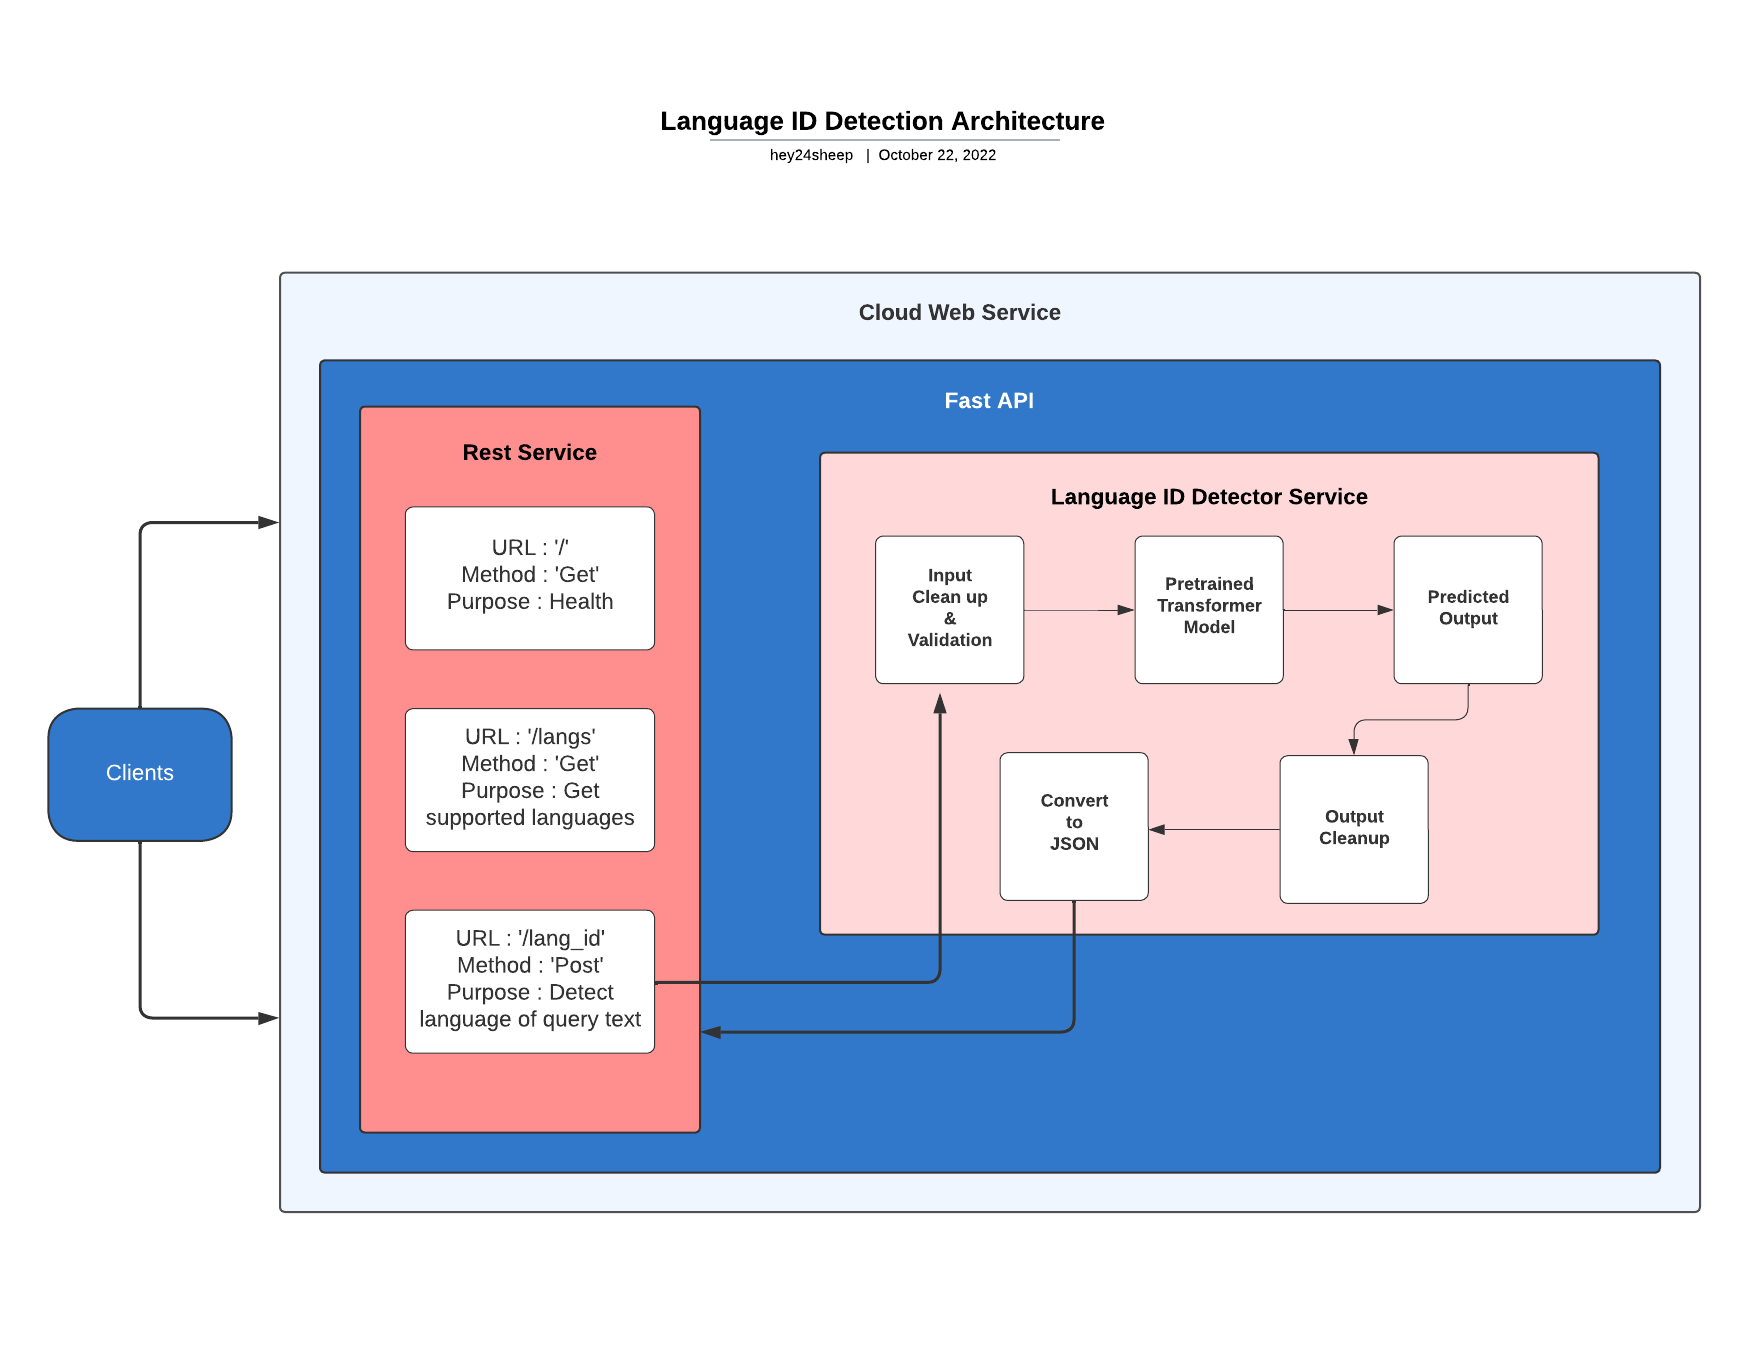 Language ID Detection Architecture
hey24sheep | October 22, 2022
Cloud Web Service
Fast API
Rest Service
URL : '/'
Method : 'Get'
Purpose : Health
URL : '/langs'
Method : 'Get'
Purpose : Get
supported languages
URL : '/lang_id'
Method : 'Post'
Purpose : Detect
language of query text
Clients
Language ID Detector Service
Input
Clean up
&
Validation
Pretrained
Transformer
Model
Predicted
Output
Output
Cleanup
Convert
to
JSON